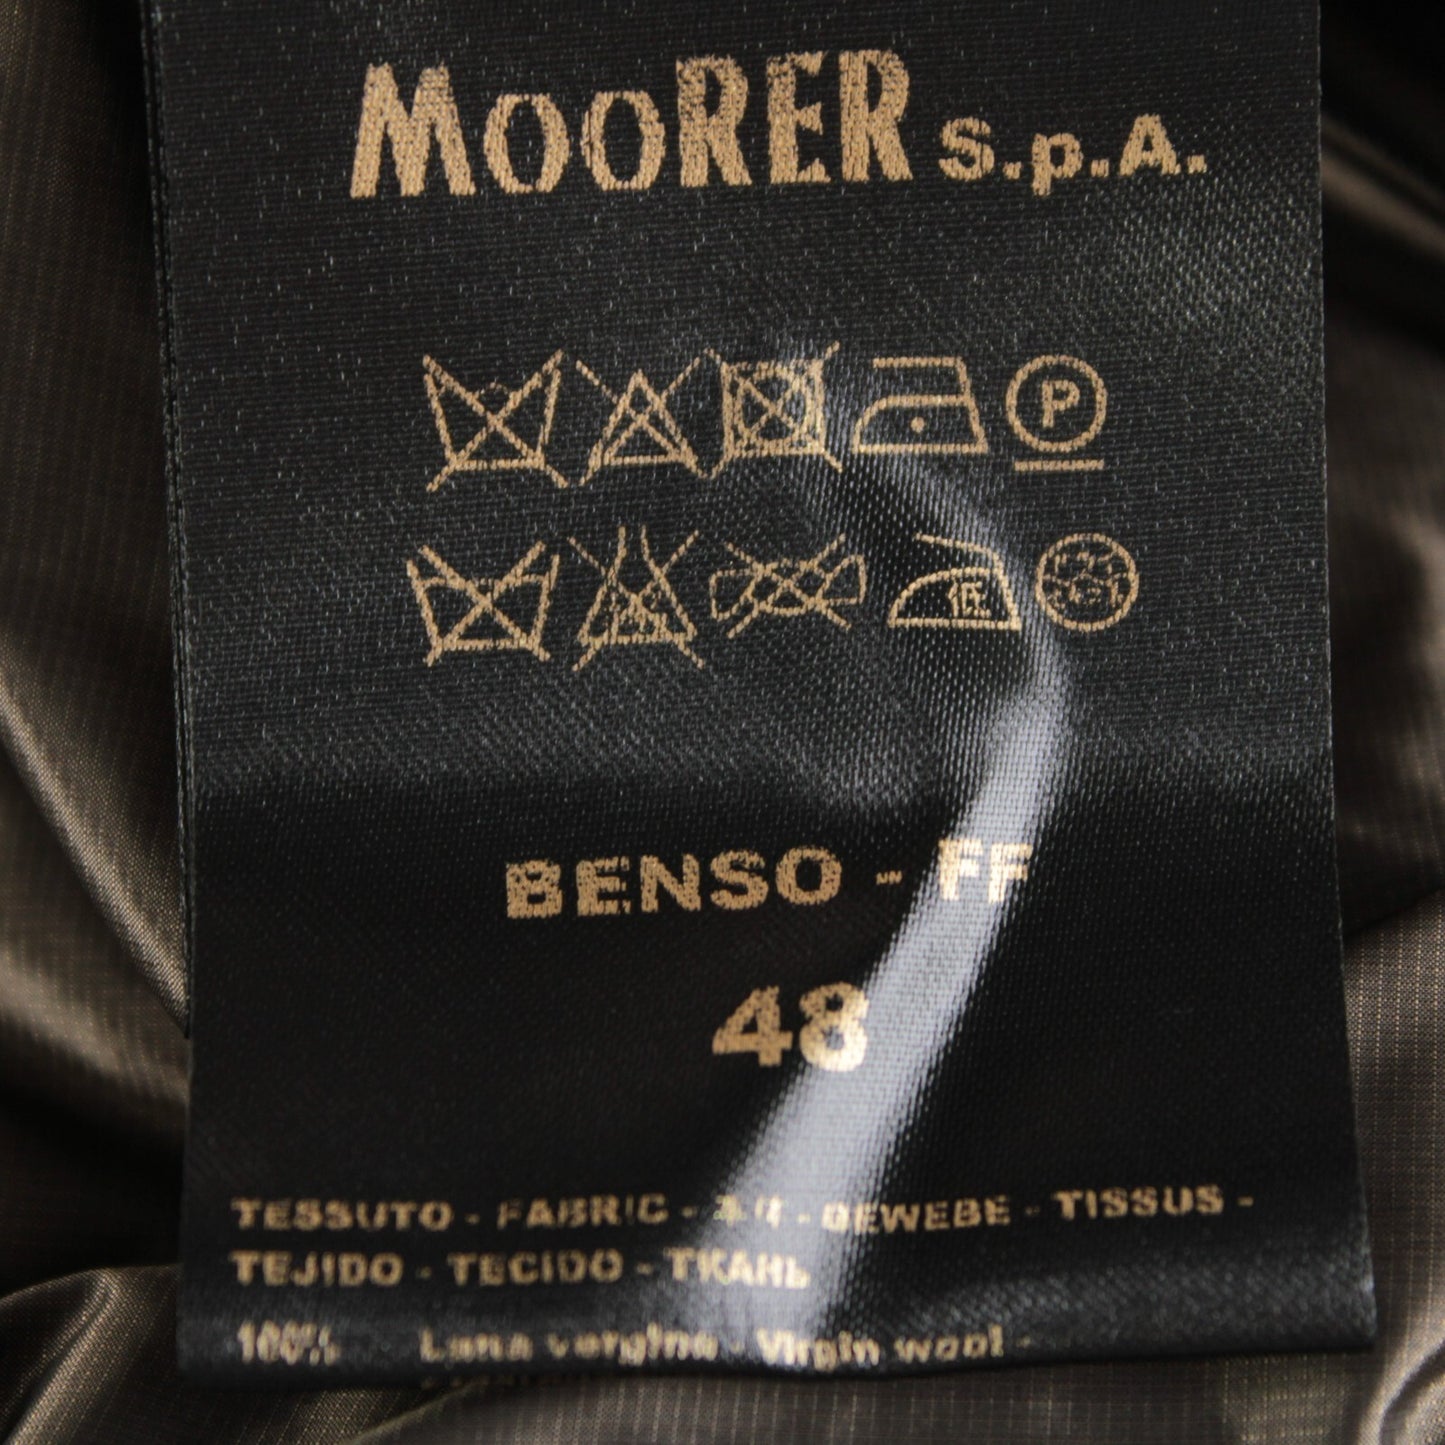 MOORER S.p.A.
P
BENSO - FF
48
TESSUTO - FABRIC - - GEWEBE - TISSUS -
TEJIDO - TECIDO - ТКАНЬ
100% Lana vergine - Virgin wool -